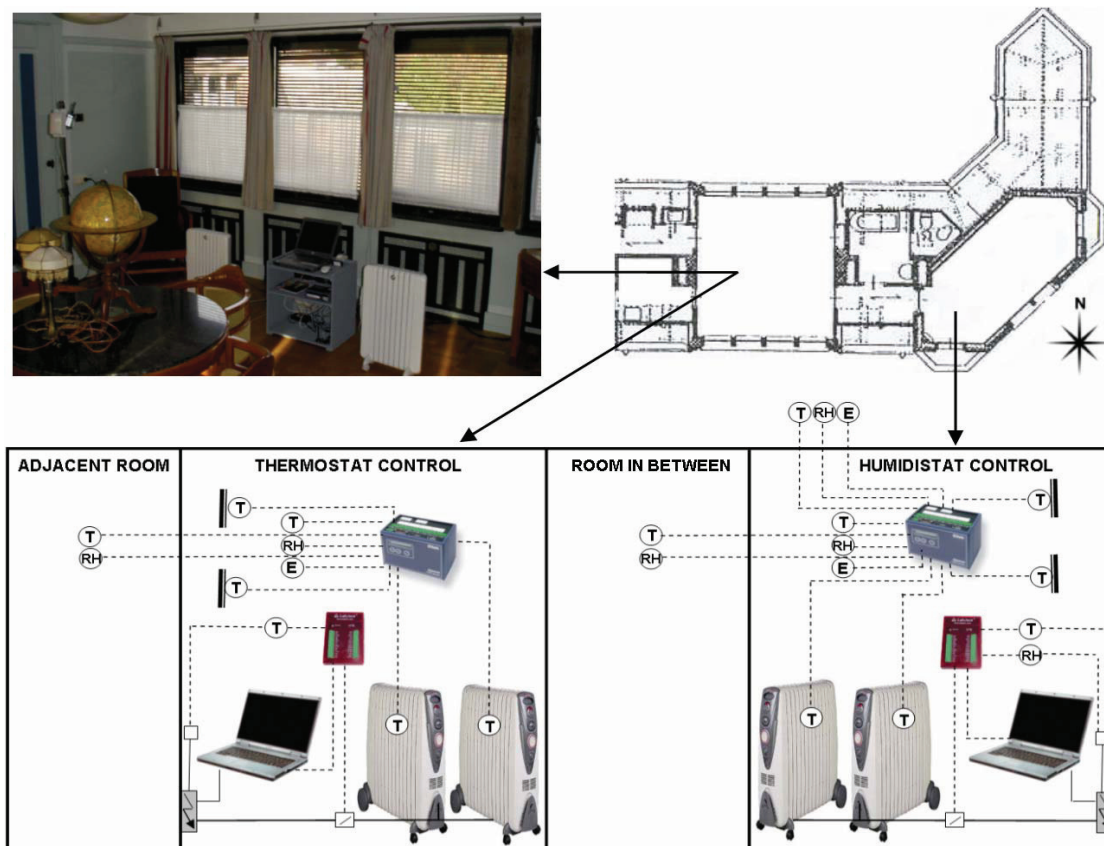 N
T RH E
ADJACENT ROOM THERMOSTAT CONTROL ROOM IN BETWEEN HUMIDISTAT CONTROL
T T
T T
T T
RH RH RH RH
E E
T T
T T
RH
T T T T